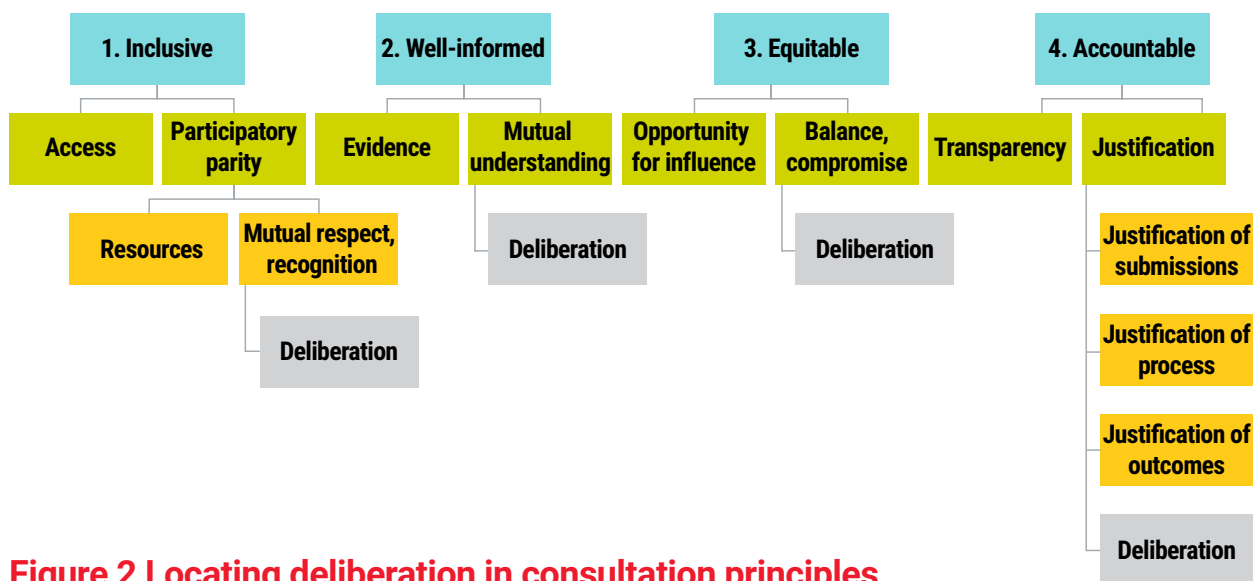 1. Inclusive
2. Well-informed
3. Equitable
4. Accountable
Access
Participatory
parity
Evidence
Mutual
understanding
Opportunity
for influence
Balance,
compromise
Transparency
Justification
Resources
Mutual respect,
recognition
Deliberation
Deliberation
Deliberation
Justification of
submissions
Justification of
process
Justification of
outcomes
Deliberation
Figure 2 Locating deliberation in consultation principles